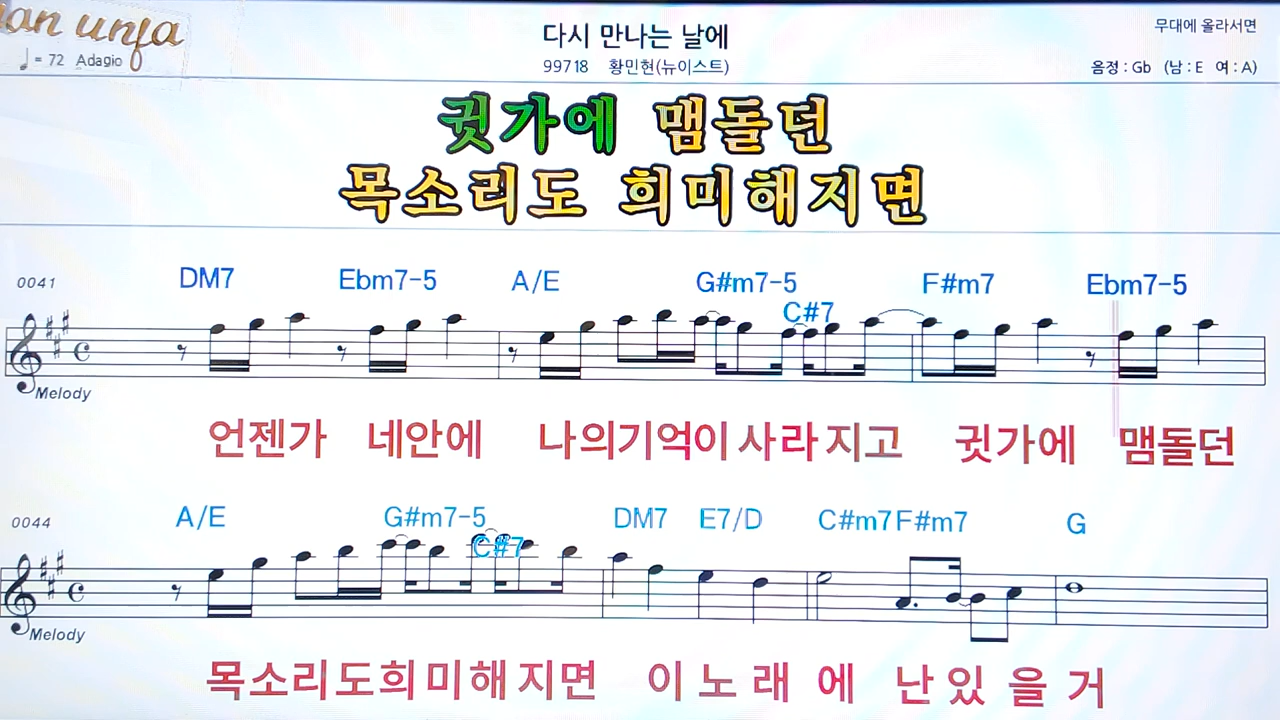 an unja
♩ = 72 Adagio
다시 만나는 날에
99718 황민현(뉴이스트)
무대에 올라서면
음정 : Gb (남 : E 여 : A)
귓가에 맴돌던
목소리도 희미해지면
0041 DM7 Ebm7-5 A/E G#m7-5 C#7 F#m7 Ebm7-5
Melody
언젠가 네안에 나의기억이 사라지고 귓가에 맴돌던
0044 A/E G#m7-5 C#7 DM7 E7/D C#m7 F#m7 G
Melody
목소리도희미해지면 이노래에 난있을거